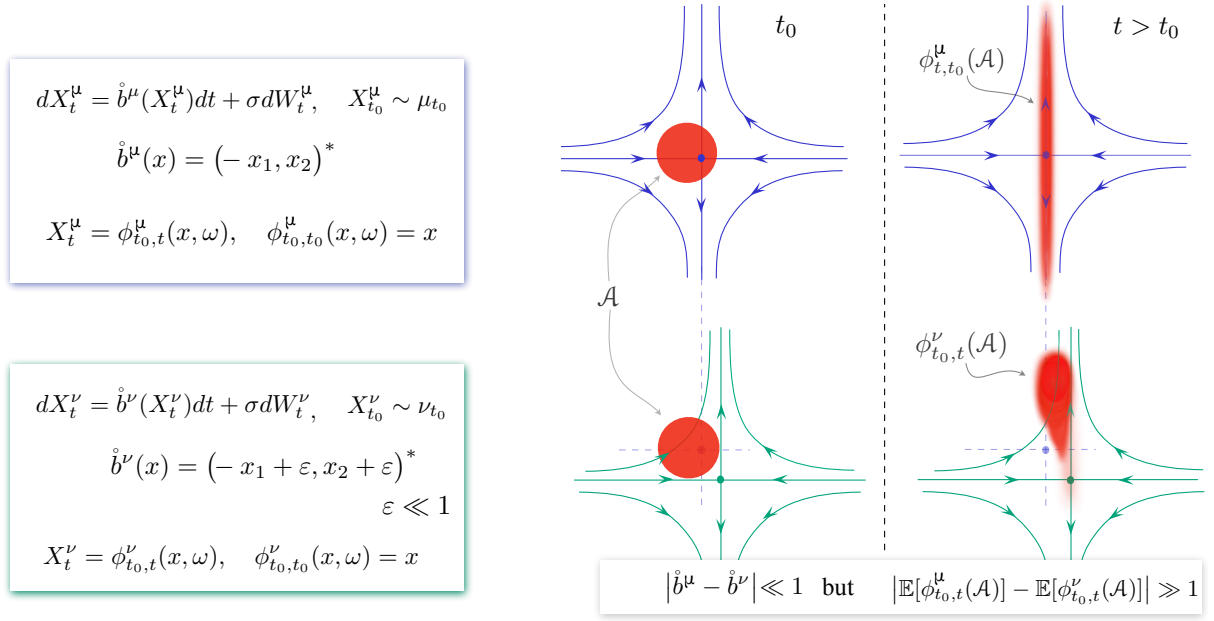 dX_t^μ = b̊^μ(X_t^μ)dt + σdW_t^μ, X_{t_0}^μ ∼ μ_{t_0}
b̊^μ(x) = (− x_1, x_2)^*
X_t^μ = ϕ_{t_0,t}^μ(x, ω), ϕ_{t_0,t_0}^μ(x, ω) = x
dX_t^ν = b̊^ν(X_t^ν)dt + σdW_t^ν, X_{t_0}^ν ∼ ν_{t_0}
b̊^ν(x) = (− x_1 + ε, x_2 + ε)^*
ε ≪ 1
X_t^ν = ϕ_{t_0,t}^ν(x, ω), ϕ_{t_0,t_0}^ν(x, ω) = x
t_0
t > t_0
ϕ_{t,t_0}^μ(𝒜)
𝒜
ϕ_{t_0,t}^ν(𝒜)
|b̊^μ − b̊^ν| ≪ 1 but |𝔼[ϕ_{t_0,t}^μ(𝒜)] − 𝔼[ϕ_{t_0,t}^ν(𝒜)]| ≫ 1